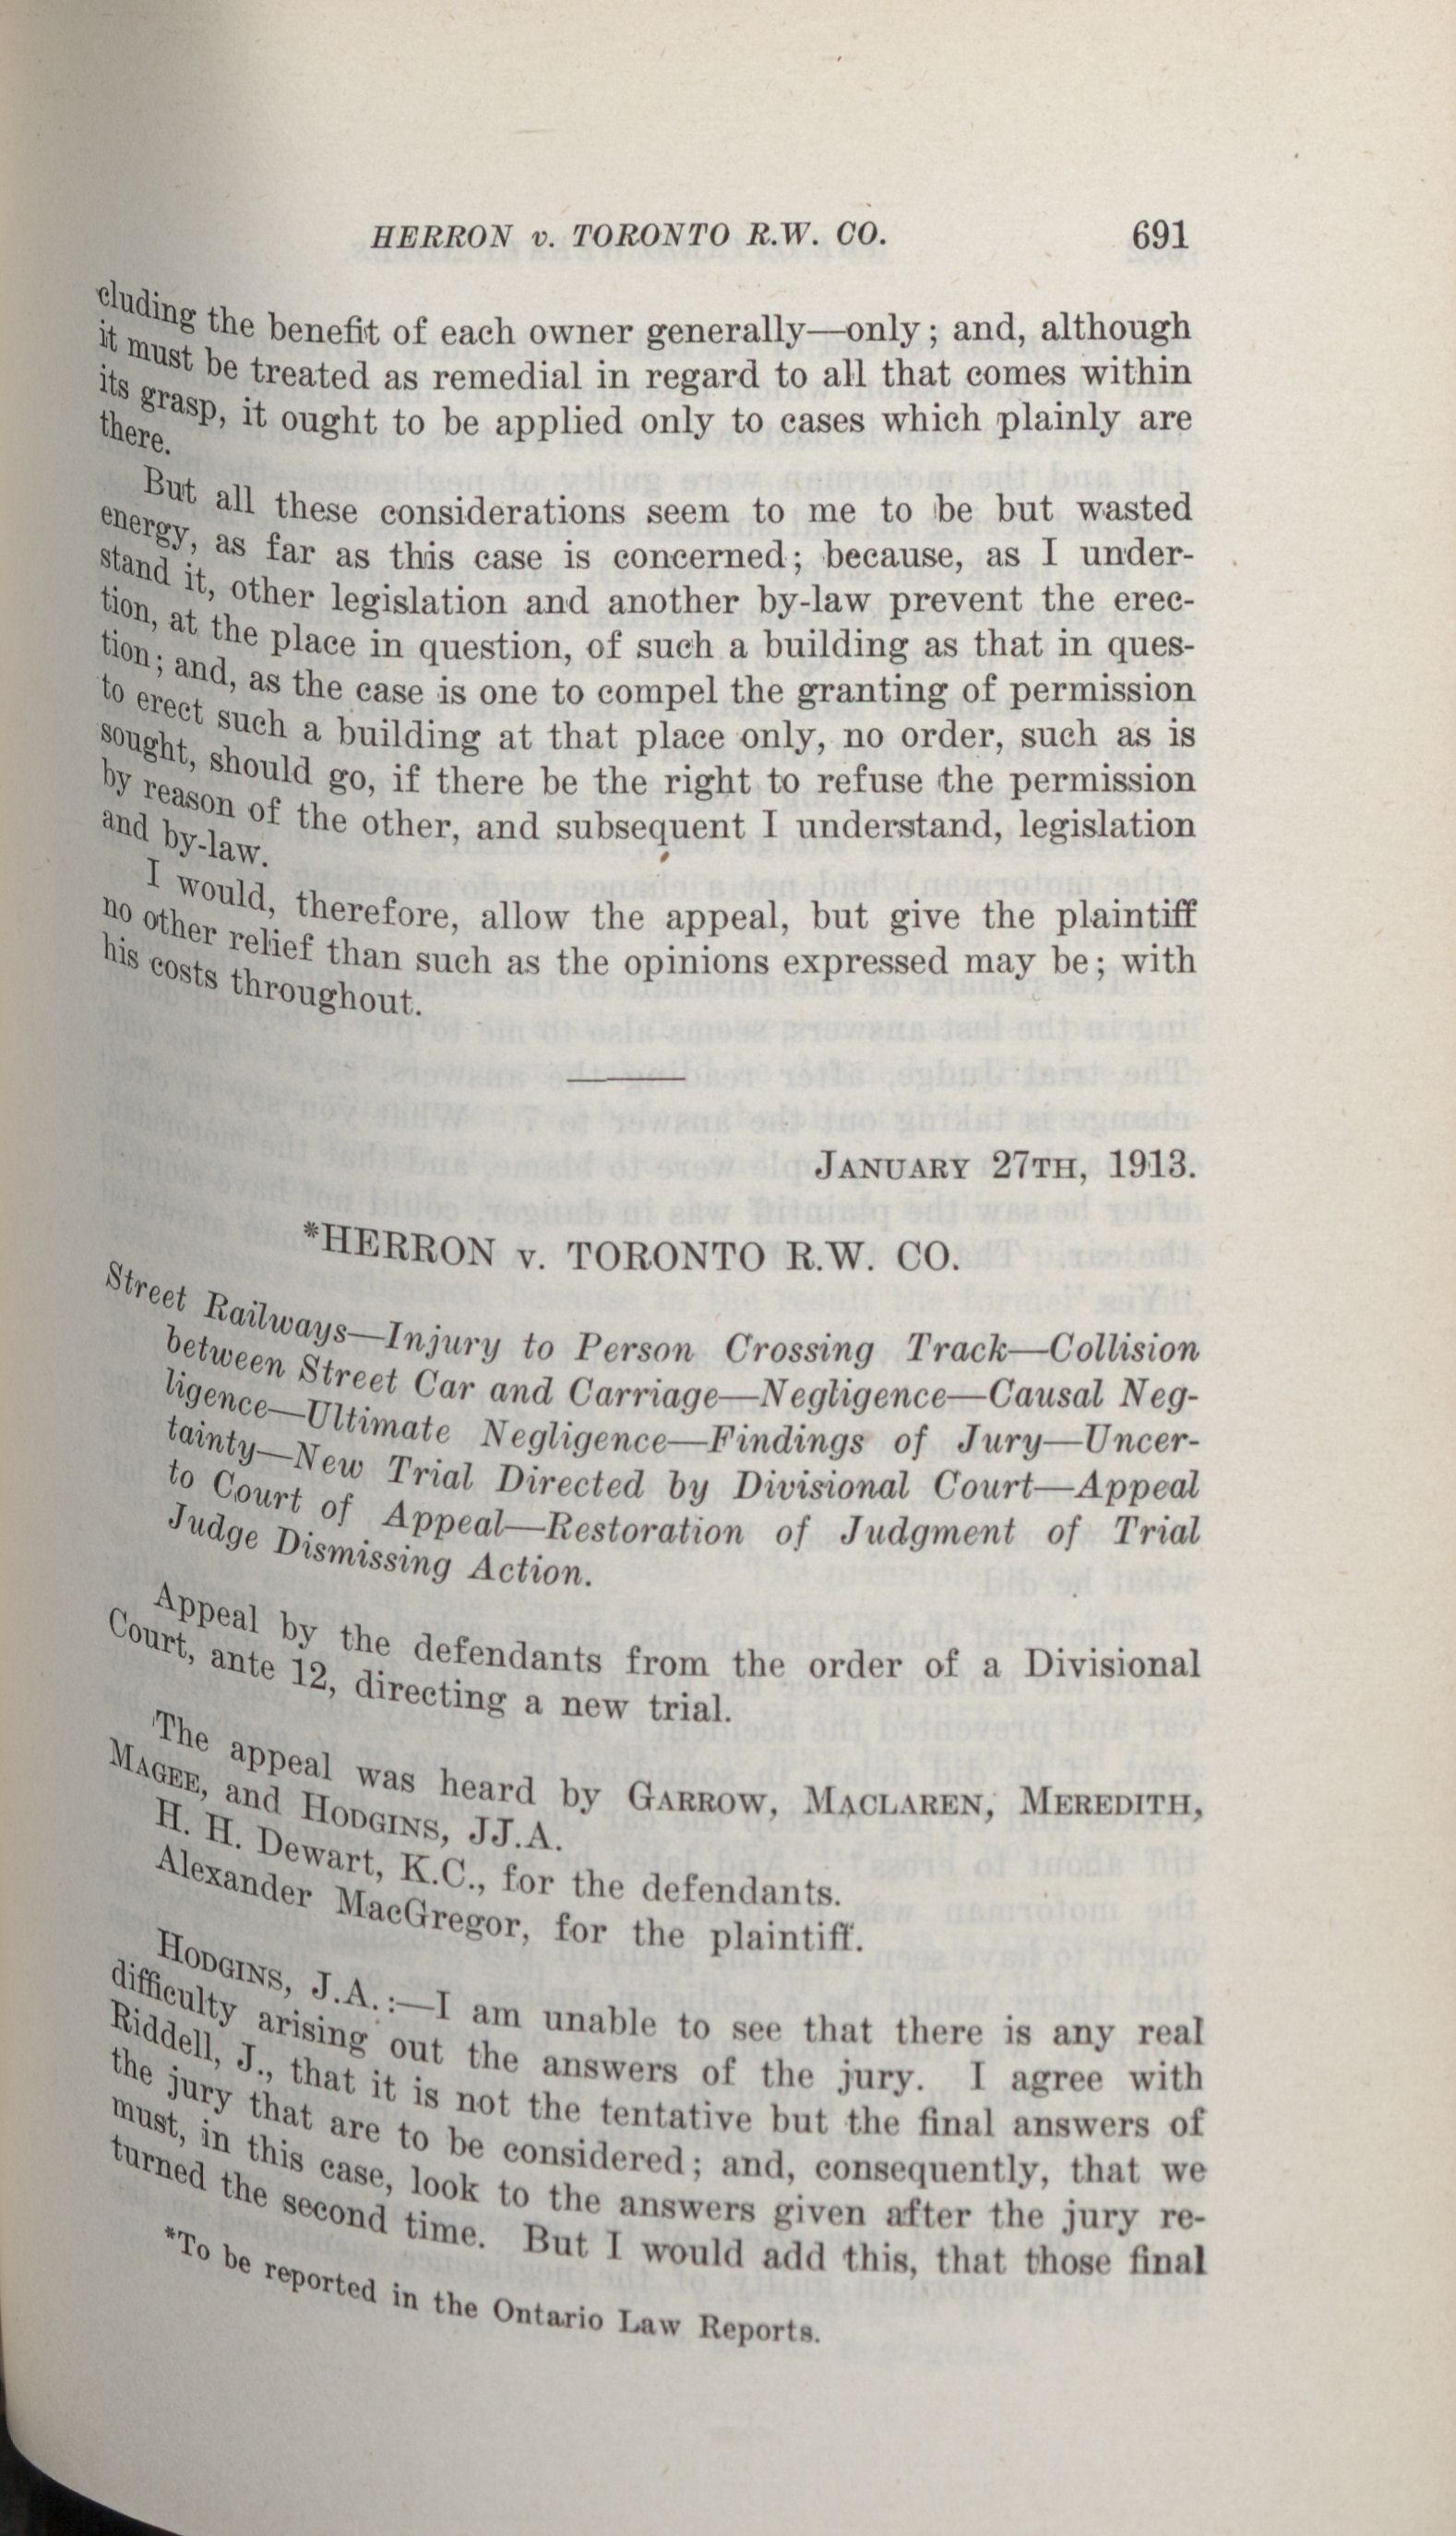 HERRON v. TORONTO R.W. CO. 691
cluding the benefit of each owner generally—only; and, although
it must be treated as remedial in regard to all that comes within
its grasp, it ought to be applied only to cases which plainly are
there.
But all these considerations seem to me to be but wasted
energy, as far as this case is concerned; because, as I under-
stand it, other legislation and another by-law prevent the erec-
tion, at the place in question, of such a building as that in ques-
tion; and, as the case is one to compel the granting of permission
to erect such a building at that place only, no order, such as is
sought, should go, if there be the right to refuse the permission
by reason of the other, and subsequent I understand, legislation
and by-law.
I would, therefore, allow the appeal, but give the plaintiff
no other relief than such as the opinions expressed may be; with
his costs throughout.
JANUARY 27TH, 1913.
*HERRON v. TORONTO R.W. CO.
Street Railways—Injury to Person Crossing Track—Collision
between Street Car and Carriage—Negligence—Causal Neg-
ligence—Ultimate Negligence—Findings of Jury—Uncer-
tainty—New Trial Directed by Divisional Court—Appeal
to Court of Appeal—Restoration of Judgment of Trial
Judge Dismissing Action.
Appeal by the defendants from the order of a Divisional
Court, ante 12, directing a new trial.
The appeal was heard by GARROW, MACLAREN, MEREDITH,
MAGEE, and HODGINS, JJ.A.
H. H. Dewart, K.C., for the defendants.
Alexander MacGregor, for the plaintiff.
HODGINS, J.A.:—I am unable to see that there is any real
difficulty arising out the answers of the jury. I agree with
Riddell, J., that it is not the tentative but the final answers of
the jury that are to be considered; and, consequently, that we
must, in this case, look to the answers given after the jury re-
turned the second time. But I would add this, that those final
*To be reported in the Ontario Law Reports.